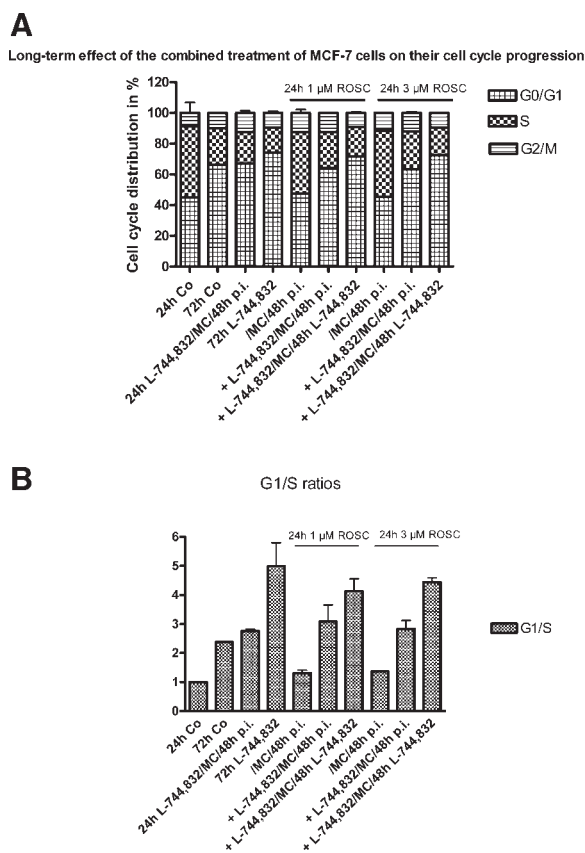 A
Long-term effect of the combined treatment of MCF-7 cells on their cell cycle progression
24h 1 µM ROSC
24h 3 µM ROSC
G0/G1
S
G2/M
Cell cycle distribution in %
120
100
80
60
40
20
0
24h Co
72h Co
24h L-744,832/MC/48h p.i.
72h L-744,832
/MC/48h p.i.
+ L-744,832/MC/48h p.i.
+ L-744,832/MC/48h L-744,832
/MC/48h p.i.
+ L-744,832/MC/48h p.i.
+ L-744,832/MC/48h L-744,832
B
G1/S ratios
24h 1 µM ROSC
24h 3 µM ROSC
G1/S
6
5
4
3
2
1
0
24h Co
72h Co
24h L-744,832/MC/48h p.i.
72h L-744,832
/MC/48h p.i.
+ L-744,832/MC/48h p.i.
+ L-744,832/MC/48h L-744,832
/MC/48h p.i.
+ L-744,832/MC/48h p.i.
+ L-744,832/MC/48h L-744,832